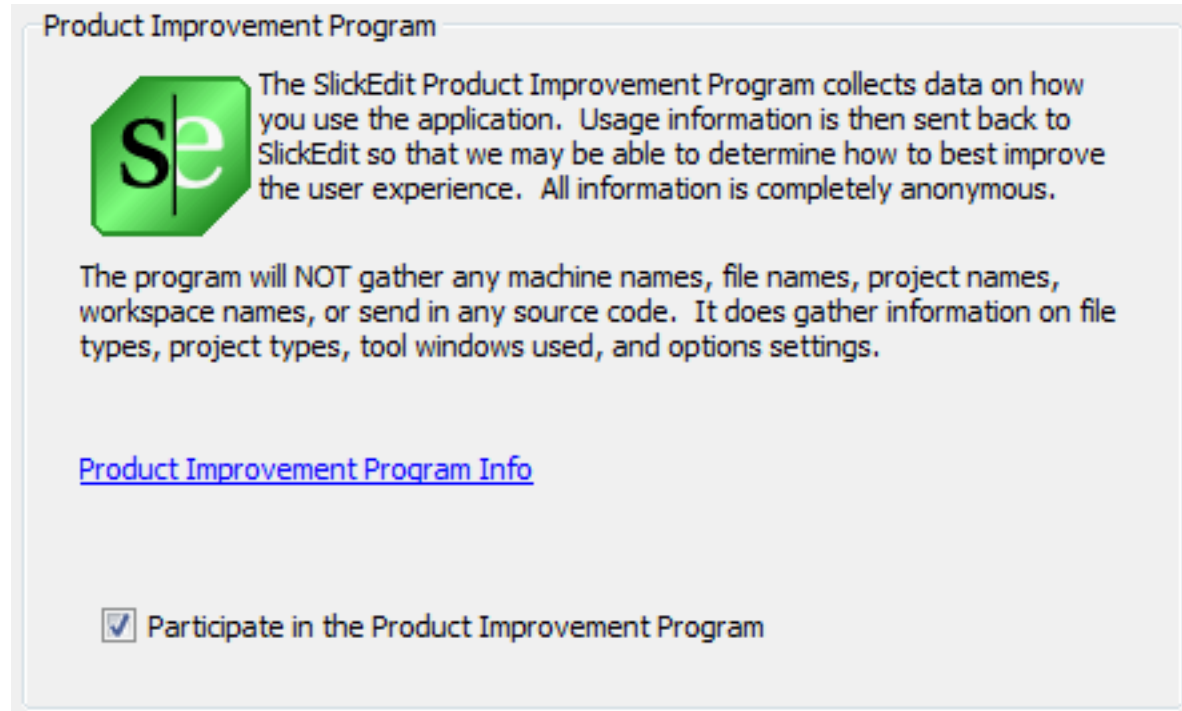 Product Improvement Program
The SlickEdit Product Improvement Program collects data on how
you use the application.  Usage information is then sent back to
SlickEdit so that we may be able to determine how to best improve
the user experience.  All information is completely anonymous.
se
The program will NOT gather any machine names, file names, project names,
workspace names, or send in any source code.  It does gather information on file
types, project types, tool windows used, and options settings.
Product Improvement Program Info
Participate in the Product Improvement Program